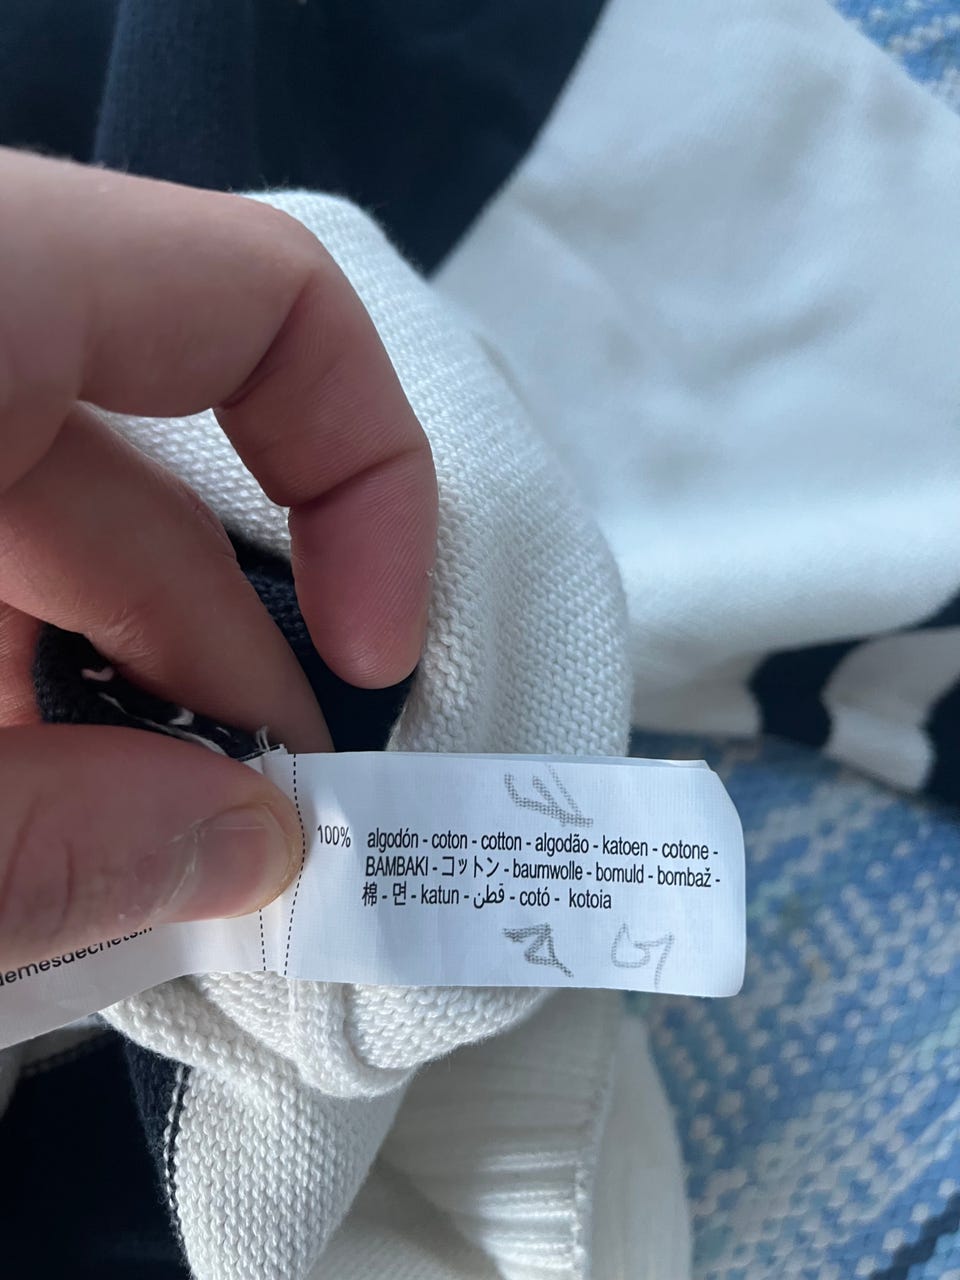 100% algodón - coton - cotton - algodão - katoen - cotone -
BAMBAKI - コットン - baumwolle - bomuld - bombaž -
棉 - 면 - katun - قطن - cotó - kotoia